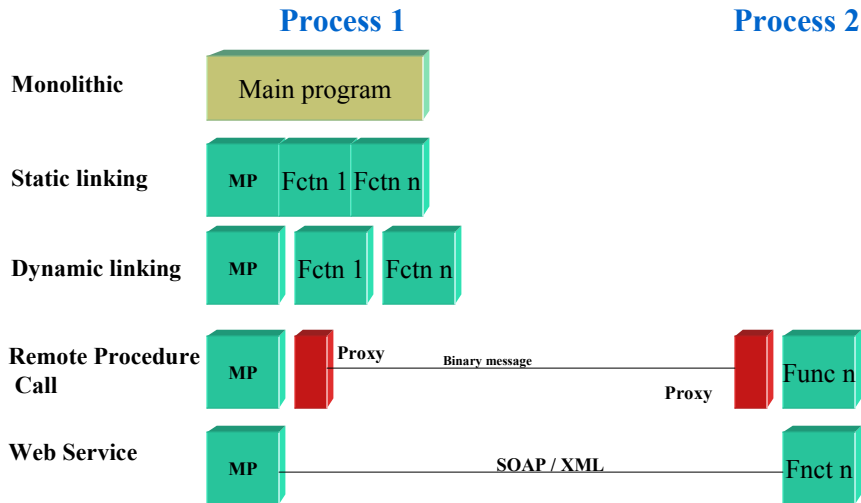 Process 1
Process 2
Monolithic
Main program
Static linking
MP
Fctn 1
Fctn n
Dynamic linking
MP
Fctn 1
Fctn n
Remote Procedure
Call
MP
Proxy
Binary message
Proxy
Func n
Web Service
MP
SOAP / XML
Fnct n